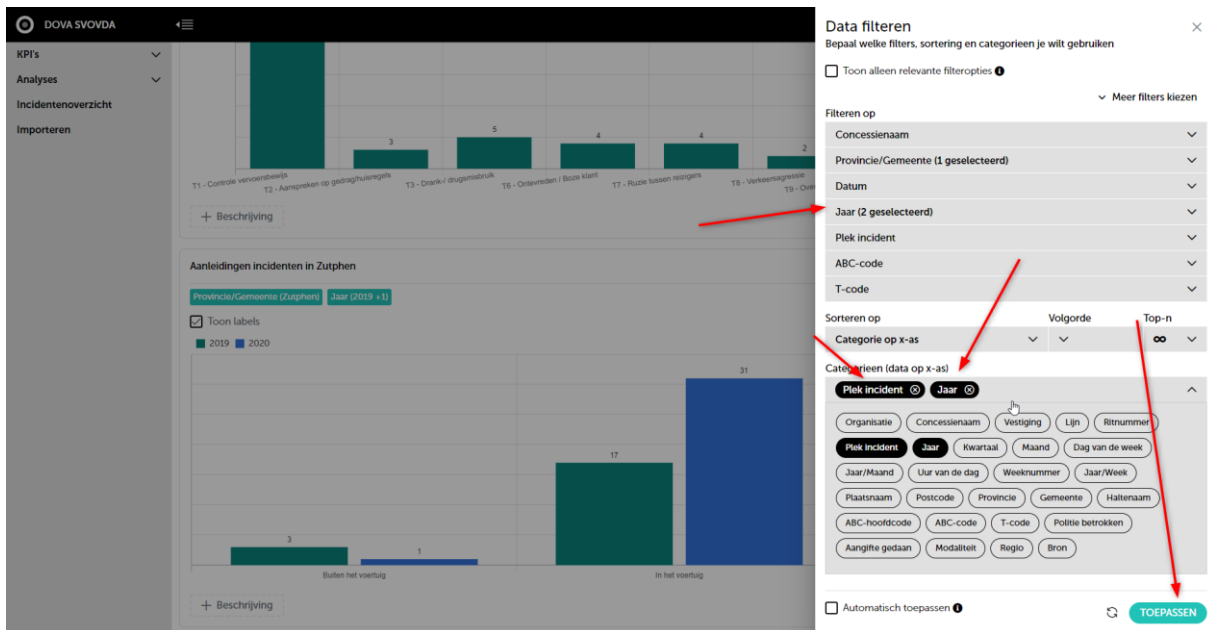 DOVA SVOVDA
KPI's
Analyses
Incidentenoverzicht
Importeren
3
5
4
4
2
T1 - Controle vervoersbewijs
T2 - Aanspreken op gedrag/huisregels
T3 - Drank-/ drugsmisbruik
T6 - Ontevreden / Boze klant
T7 - Ruzie tussen reizigers
T8 - Verkeersagressie
T9 - Over
+ Beschrijving
Aanleidingen incidenten in Zutphen
Provincie/Gemeente (Zutphen) Jaar (2019 +1)
Toon labels
2019 2020
31
17
3
1
Buiten het voertuig In het voertuig
+ Beschrijving
Data filteren
Bepaal welke filters, sortering en categorieen je wilt gebruiken
Toon alleen relevante filteropties
Meer filters kiezen
Filteren op
Concessienaam
Provincie/Gemeente (1 geselecteerd)
Datum
Jaar (2 geselecteerd)
Plek incident
ABC-code
T-code
Sorteren op Volgorde Top-n
Categorie op x-as ∞
Categorieen (data op x-as)
Plek incident Jaar
Organisatie Concessienaam Vestiging Lijn Ritnummer
Plek incident Jaar Kwartaal Maand Dag van de week
Jaar/Maand Uur van de dag Weeknummer Jaar/Week
Plaatsnaam Postcode Provincie Gemeente Haltenaam
ABC-hoofdcode ABC-code T-code Politie betrokken
Aangifte gedaan Modaliteit Regio Bron
Automatisch toepassen
TOEPASSEN